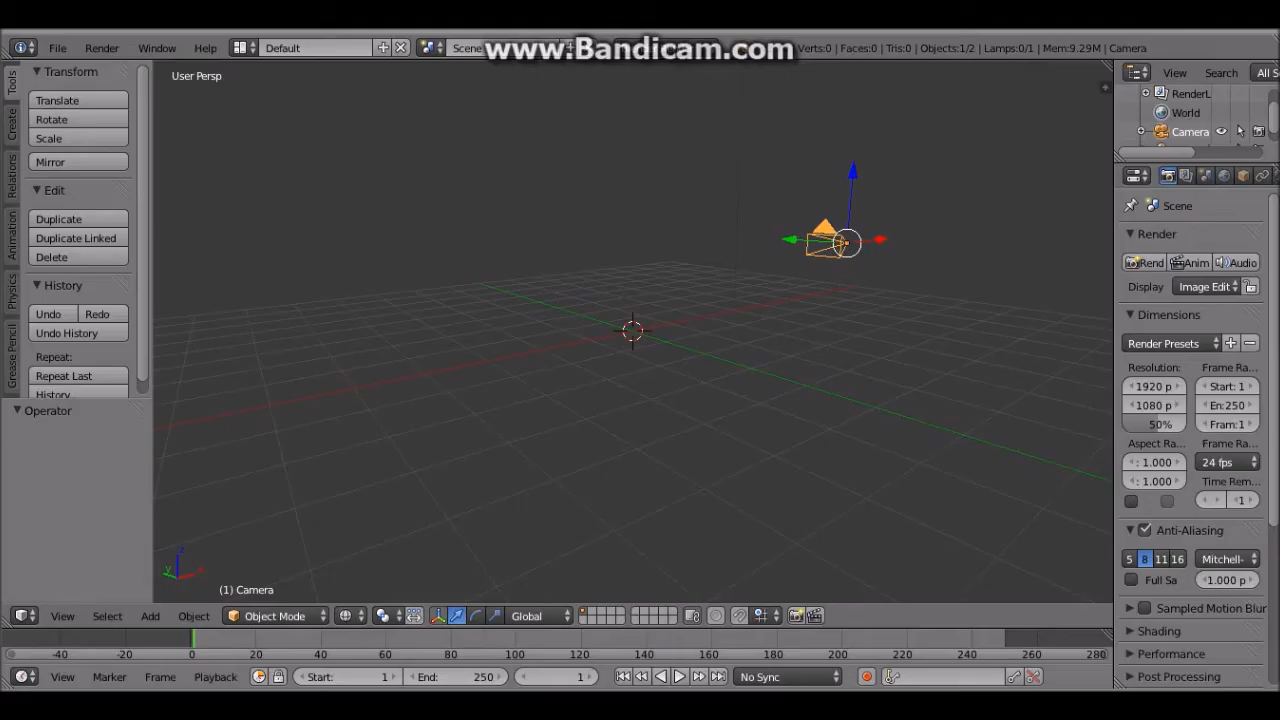 File Render Window Help Default Scene www.Bandicam.com Verts:0 | Faces:0 | Tris:0 | Objects:1/2 | Lamps:0/1 | Mem:9.29M | Camera
Tools
Create
Relations
Animation
Physics
Grease Pencil
Transform
Translate
Rotate
Scale
Mirror
Edit
Duplicate
Duplicate Linked
Delete
History
Undo Redo
Undo History
Repeat:
Repeat Last
History..
Operator
User Persp
(1) Camera
View Search All S
RenderL
World
Camera
Scene
Render
Rend Anim Audio
Display Image Edit
Dimensions
Render Presets
Resolution: Frame Ra...
1920 p Start: 1
1080 p En:250
50% Fram:1
Aspect Ra... Frame Ra...
: 1.000 24 fps
: 1.000 Time Rem...
1
Anti-Aliasing
5 8 11 16 Mitchell-
Full Sa 1.000 p
Sampled Motion Blur
Shading
Performance
Post Processing
View Select Add Object Object Mode Global
-40 -20 0 20 40 60 80 100 120 140 160 180 200 220 240 260 280
View Marker Frame Playback Start: 1 End: 250 1 No Sync